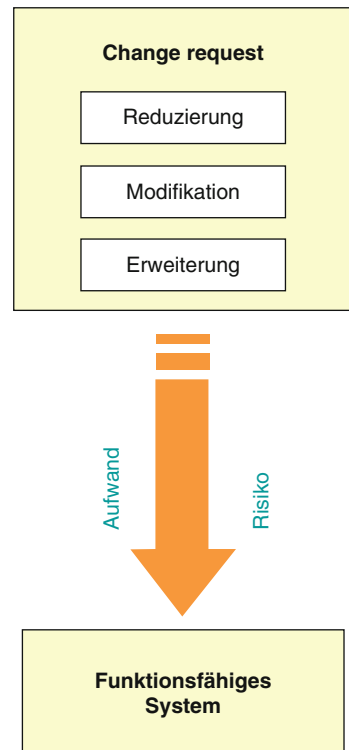 Change request
Reduzierung
Modifikation
Erweiterung
Aufwand
Risiko
Funktionsfähiges
System